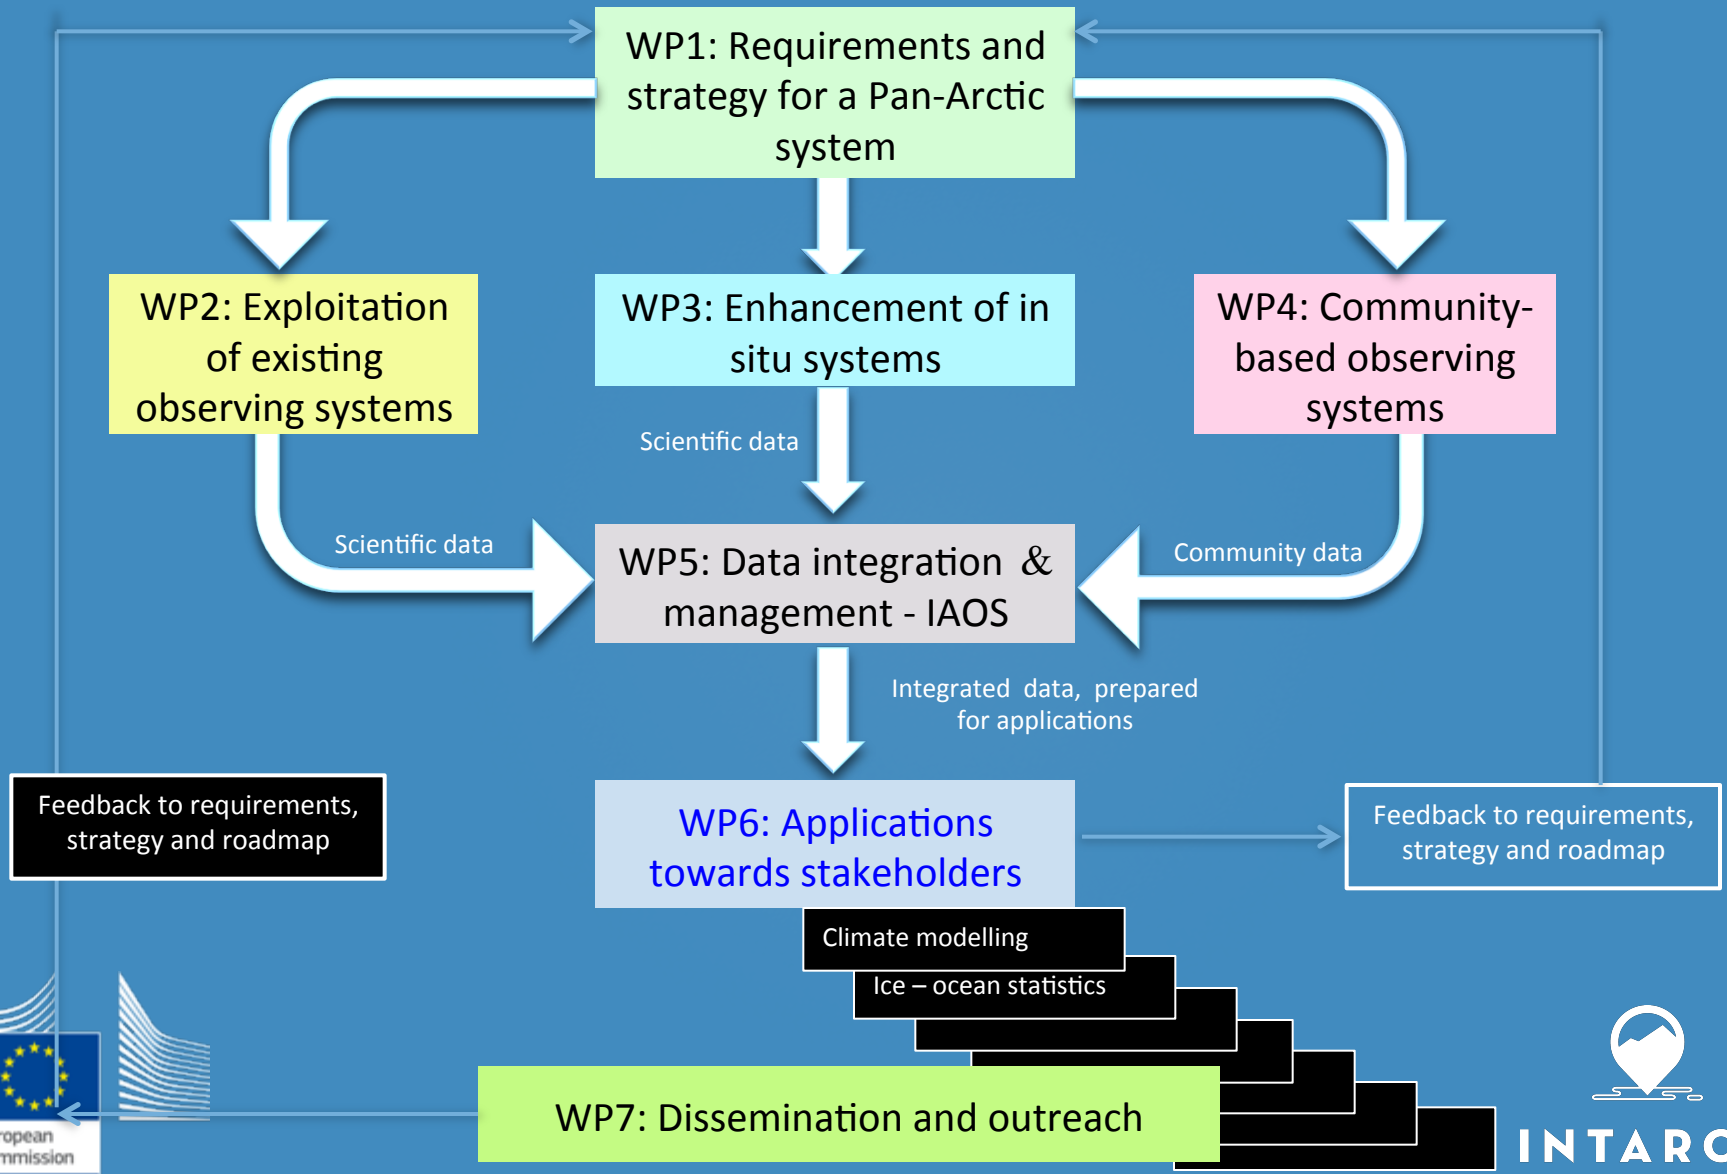 WP1: Requirements and
strategy for a Pan-Arctic
system
WP2: Exploitation
of existing
observing systems
WP3: Enhancement of in
situ systems
WP4: Community-
based observing
systems
Scientific data
Scientific data
Community data
WP5: Data integration &
management - IAOS
Integrated data, prepared
for applications
Feedback to requirements,
strategy and roadmap
WP6: Applications
towards stakeholders
Feedback to requirements,
strategy and roadmap
Climate modelling
Ice – ocean statistics
WP7: Dissemination and outreach
ropean
mmission
INTARO